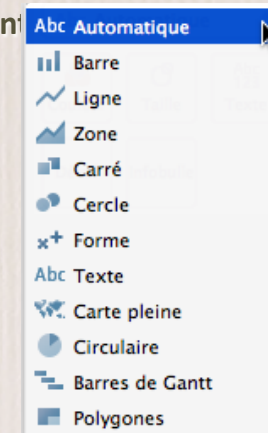 Abc Automatique
Barre
Ligne
Zone
Carré
Cercle
Forme
Abc Texte
Carte pleine
Circulaire
Barres de Gantt
Polygones